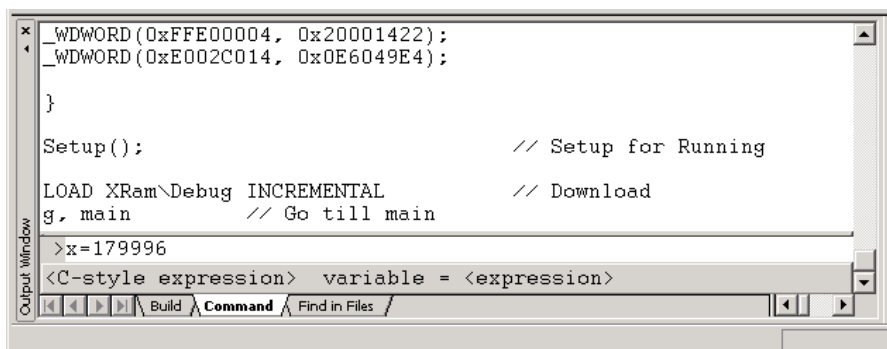 _WDWORD(0xFFE00004, 0x20001422);
_WDWORD(0xE002C014, 0x0E6049E4);
}
Setup(); // Setup for Running
LOAD XRam\Debug INCREMENTAL // Download
g, main // Go till main
>x=179996
<C-style expression> variable = <expression>
Build Command Find in Files
Output Window